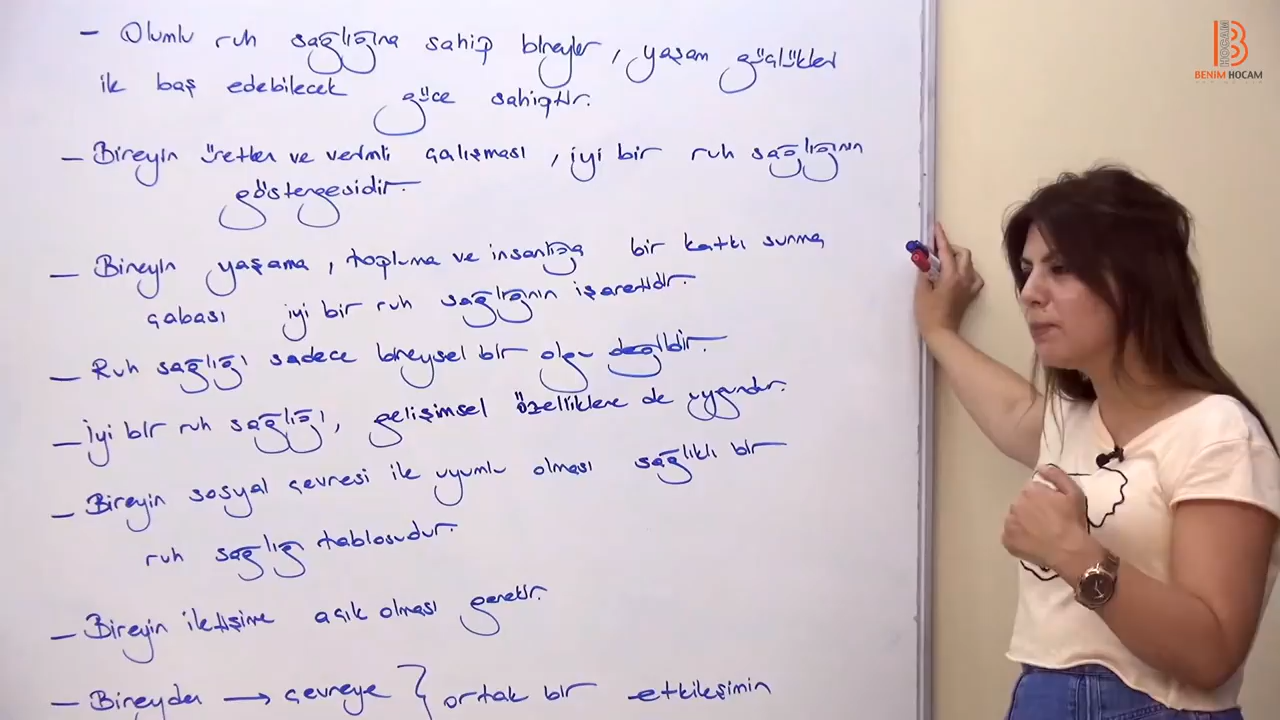 - Olumlu ruh sağlığına sahip bireyler, yaşam güçlükleri
ile baş edebilecek güce sahiptir.
- Bireyin üretken ve verimli çalışması, iyi bir ruh sağlığının
göstergesidir.
- Bireyin yaşama, topluma ve insanlığa bir katkı sunma
çabası iyi bir ruh sağlığının işaretidir.
- Ruh sağlığı sadece bireysel bir olgu değildir.
- İyi bir ruh sağlığı, gelişimsel özelliklere de uygundur.
- Bireyin sosyal çevresi ile uyumlu olması sağlıklı bir
ruh sağlığı tablosudur.
- Bireyin iletişime açık olması gerekir.
- Bireyden → çevreye } ortak bir etkileşimin
HOCAM
BENİM HOCAM